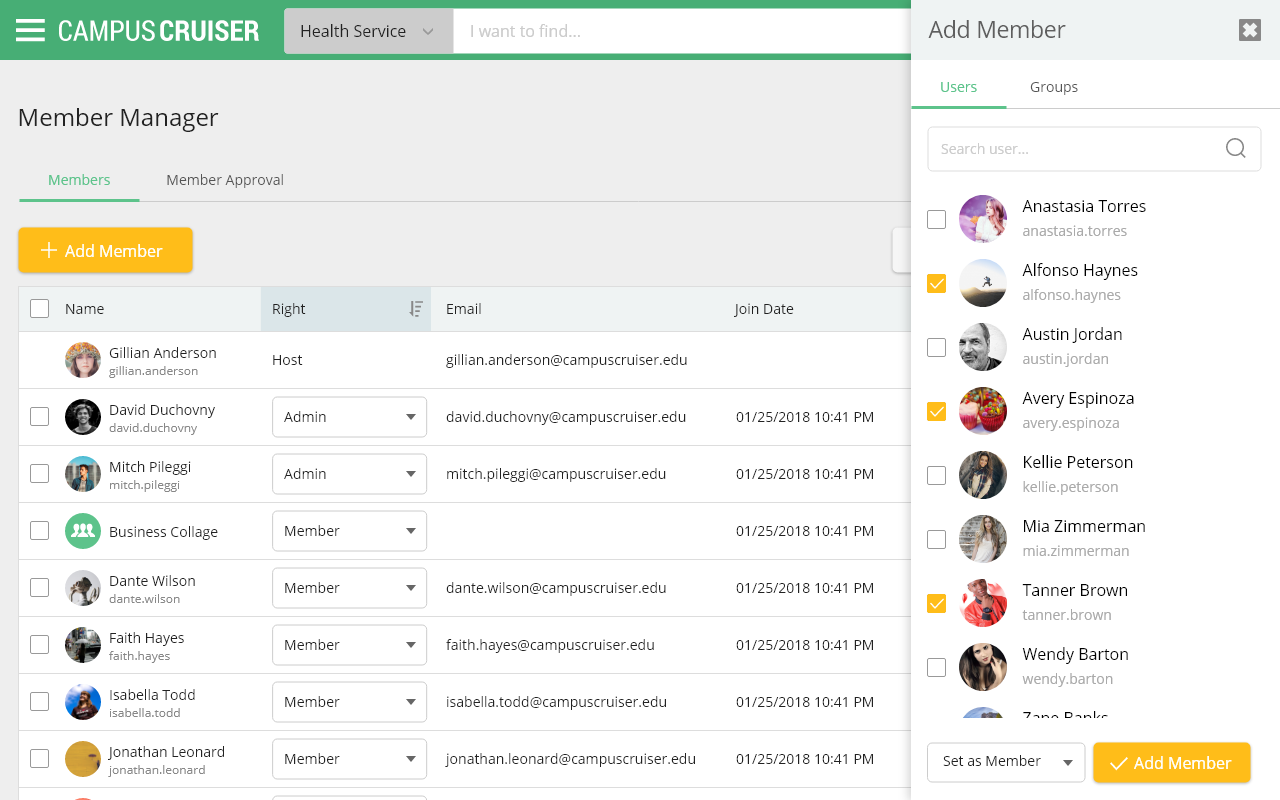 CAMPUS CRUISER
Health Service
I want to find...
Member Manager
Members
Member Approval
Add Member
Name
Right
Email
Join Date
Gillian Anderson
gillian.anderson
Host
gillian.anderson@campuscruiser.edu
David Duchovny
david.duchovny
Admin
david.duchovny@campuscruiser.edu
01/25/2018 10:41 PM
Mitch Pileggi
mitch.pileggi
Admin
mitch.pileggi@campuscruiser.edu
01/25/2018 10:41 PM
Business Collage
Member
01/25/2018 10:41 PM
Dante Wilson
dante.wilson
Member
dante.wilson@campuscruiser.edu
01/25/2018 10:41 PM
Faith Hayes
faith.hayes
Member
faith.hayes@campuscruiser.edu
01/25/2018 10:41 PM
Isabella Todd
isabella.todd
Member
isabella.todd@campuscruiser.edu
01/25/2018 10:41 PM
Jonathan Leonard
jonathan.leonard
Member
jonathan.leonard@campuscruiser.edu
01/25/2018 10:41 PM
Add Member
Users
Groups
Search user...
Anastasia Torres
anastasia.torres
Alfonso Haynes
alfonso.haynes
Austin Jordan
austin.jordan
Avery Espinoza
avery.espinoza
Kellie Peterson
kellie.peterson
Mia Zimmerman
mia.zimmerman
Tanner Brown
tanner.brown
Wendy Barton
wendy.barton
Zane Banks
Set as Member
Add Member